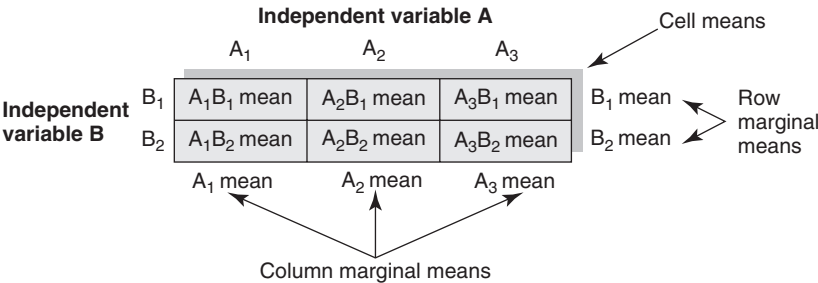 Independent variable A
Cell means
A₁ A₂ A₃
Independent variable B
B₁ A₁B₁ mean A₂B₁ mean A₃B₁ mean B₁ mean
B₂ A₁B₂ mean A₂B₂ mean A₃B₂ mean B₂ mean
Row marginal means
A₁ mean A₂ mean A₃ mean
Column marginal means